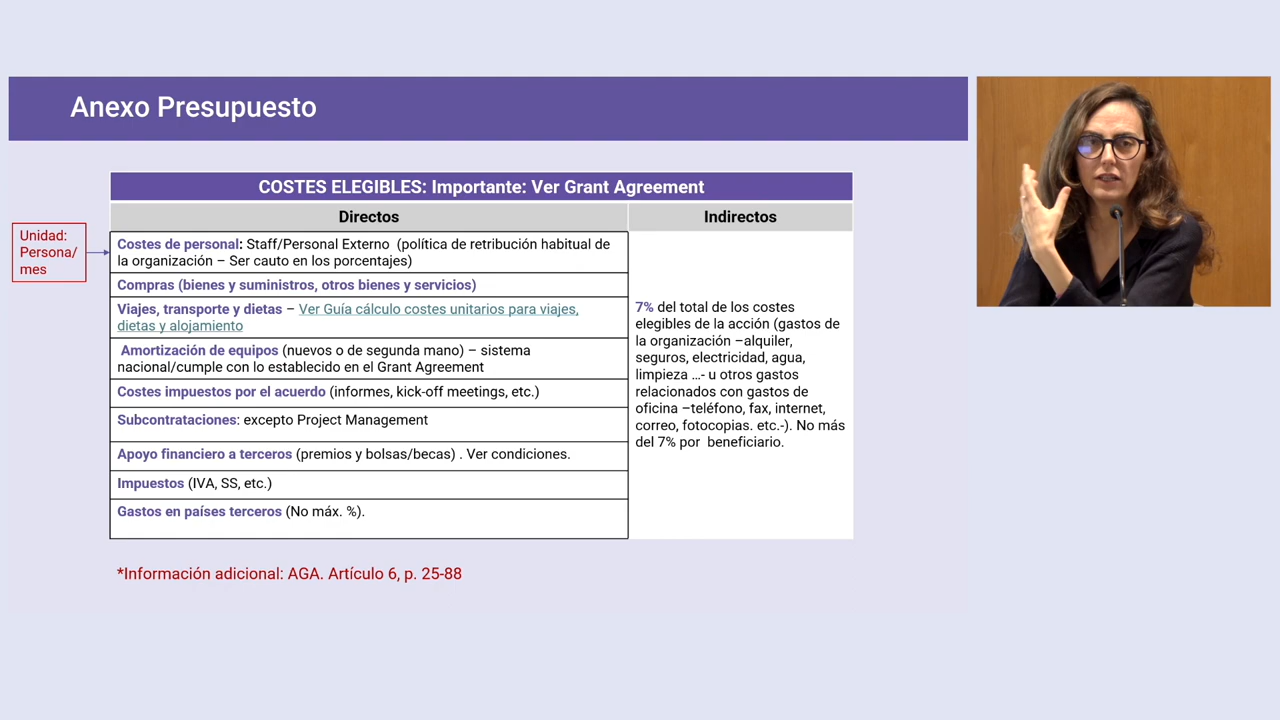 Anexo Presupuesto
COSTES ELEGIBLES: Importante: Ver Grant Agreement
Directos
Indirectos
Unidad:
Persona/
mes
Costes de personal: Staff/Personal Externo (política de retribución habitual de
la organización – Ser cauto en los porcentajes)
Compras (bienes y suministros, otros bienes y servicios)
Viajes, transporte y dietas – Ver Guía cálculo costes unitarios para viajes,
dietas y alojamiento
Amortización de equipos (nuevos o de segunda mano) – sistema
nacional/cumple con lo establecido en el Grant Agreement
Costes impuestos por el acuerdo (informes, kick-off meetings, etc.)
Subcontrataciones: excepto Project Management
Apoyo financiero a terceros (premios y bolsas/becas) . Ver condiciones.
Impuestos (IVA, SS, etc.)
Gastos en países terceros (No máx. %).
7% del total de los costes
elegibles de la acción (gastos de
la organización –alquiler,
seguros, electricidad, agua,
limpieza ...- u otros gastos
relacionados con gastos de
oficina –teléfono, fax, internet,
correo, fotocopias. etc.-). No más
del 7% por beneficiario.
*Información adicional: AGA. Artículo 6, p. 25-88